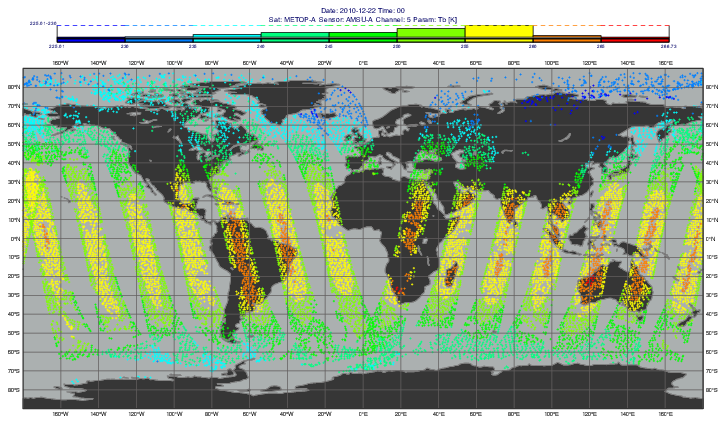 Date: 2010-12-22 Time: 00
Sat: METOP-A Sensor: AMSU-A Channel: 5 Param: Tb [K]
225.61 230 235 240 245 250 255 260 265 266.73
160°W 140°W 120°W 100°W 80°W 60°W 40°W 20°W 0°E 20°E 40°E 60°E 80°E 100°E 120°E 140°E 160°E
80°N 80°N
70°N 70°N
60°N 60°N
50°N 50°N
40°N 40°N
30°N 30°N
20°N 20°N
10°N 10°N
0°N 0°N
10°S 10°S
20°S 20°S
30°S 30°S
40°S 40°S
50°S 50°S
60°S 60°S
70°S 70°S
80°S 80°S
160°W 140°W 120°W 100°W 80°W 60°W 40°W 20°W 0°E 20°E 40°E 60°E 80°E 100°E 120°E 140°E 160°E